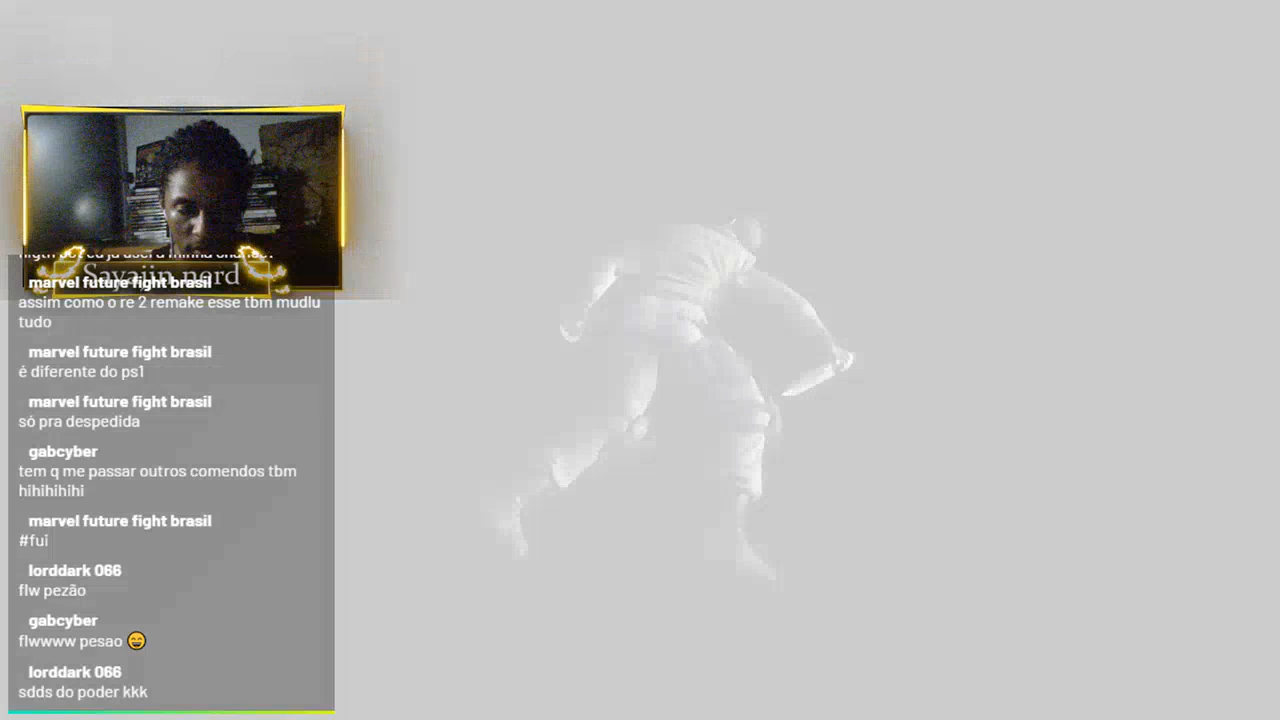 Sayajin nerd
marvel future fight brasil
assim como o re 2 remake esse tbm mudlu
tudo
marvel future fight brasil
é diferente do ps1
marvel future fight brasil
só pra despedida
gabcyber
tem q me passar outros comendos tbm
hihihihihi
marvel future fight brasil
#fui
lorddark 066
flw pezão
gabcyber
flwwww pesao 😄
lorddark 066
sdds do poder kkk